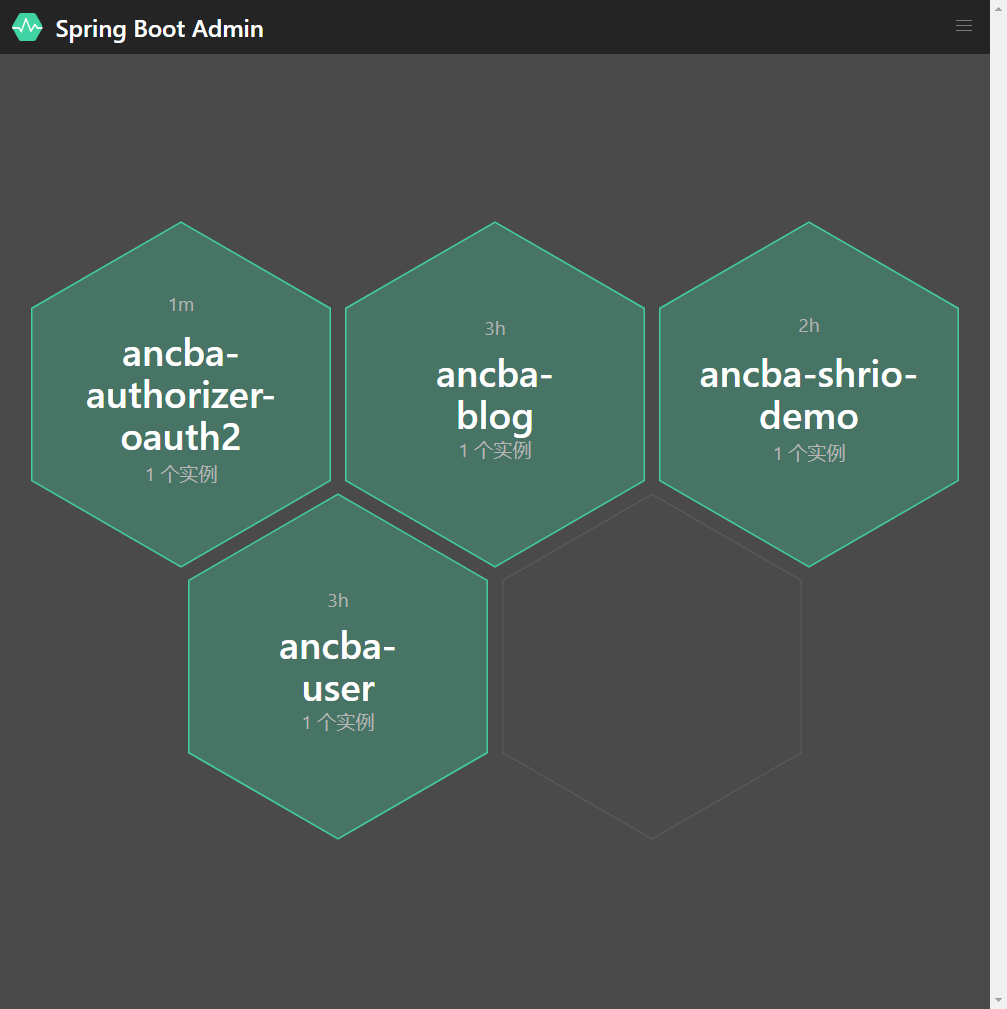 Spring Boot Admin
1m
ancba-
authorizer-
oauth2
1 个实例
3h
ancba-
blog
1 个实例
2h
ancba-shrio-
demo
1 个实例
3h
ancba-
user
1 个实例